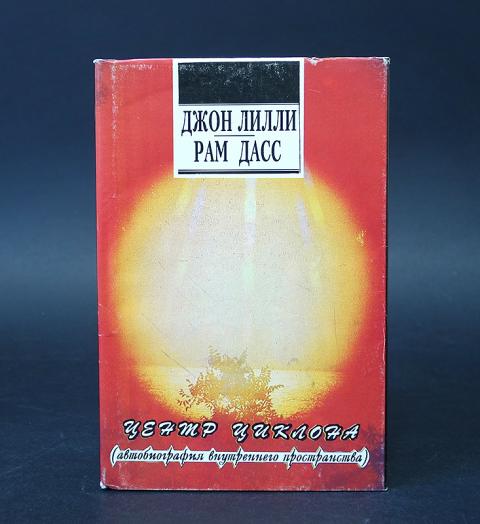 ДЖОН ЛИЛЛИ
РАМ ДАСС
ЦЕНТР ЦИКЛОНА
(автобиография внутреннего пространства)